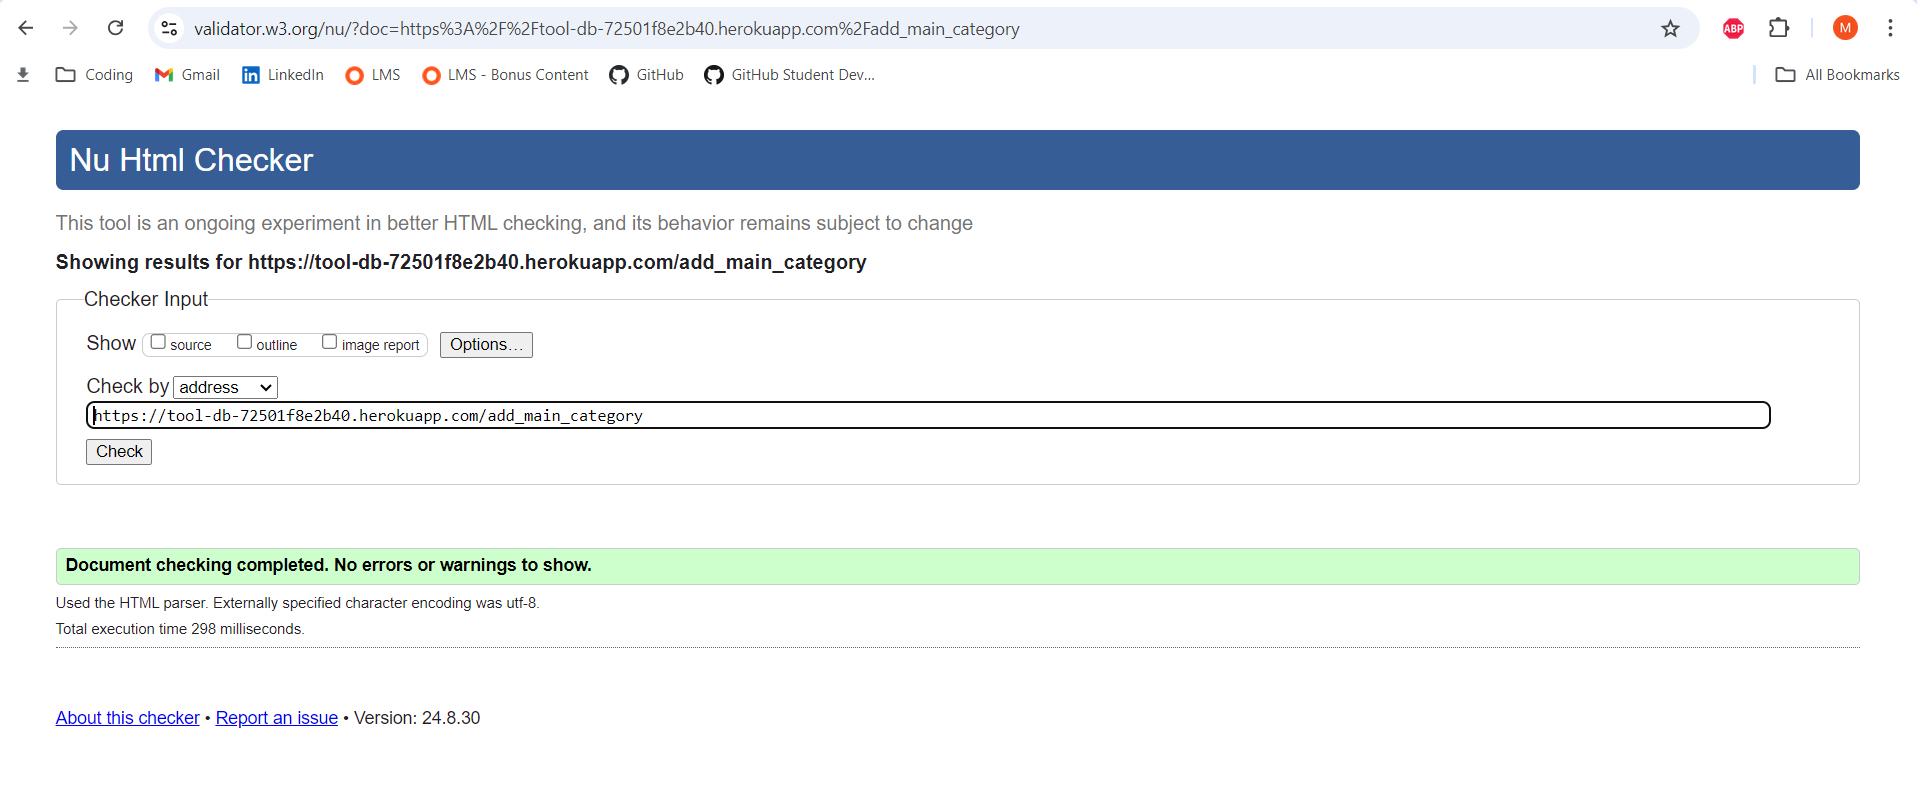 validator.w3.org/nu/?doc=https%3A%2F%2Ftool-db-72501f8e2b40.herokuapp.com%2Fadd_main_category
ABP
M
Coding Gmail LinkedIn LMS LMS - Bonus Content GitHub GitHub Student Dev... All Bookmarks
Nu Html Checker
This tool is an ongoing experiment in better HTML checking, and its behavior remains subject to change
Showing results for https://tool-db-72501f8e2b40.herokuapp.com/add_main_category
Checker Input
Show source outline image report Options...
Check by address
https://tool-db-72501f8e2b40.herokuapp.com/add_main_category
Check
Document checking completed. No errors or warnings to show.
Used the HTML parser. Externally specified character encoding was utf-8.
Total execution time 298 milliseconds.
About this checker • Report an issue • Version: 24.8.30